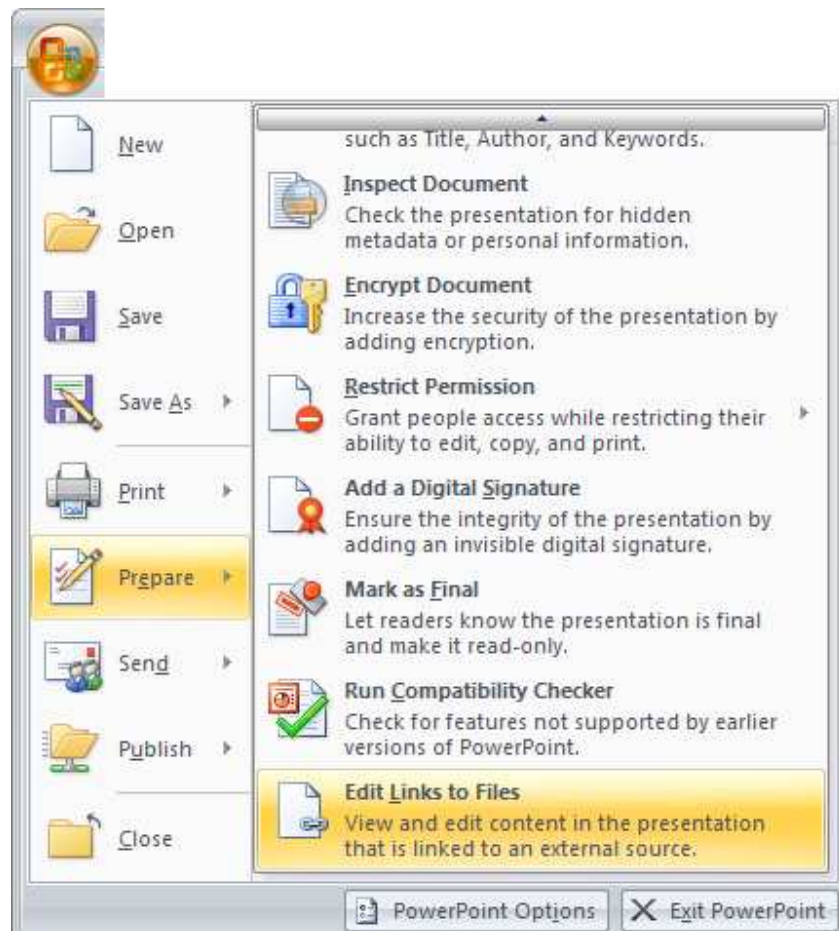 New
Open
Save
Save As
Print
Prepare
Send
Publish
Close
such as Title, Author, and Keywords.
Inspect Document
Check the presentation for hidden
metadata or personal information.
Encrypt Document
Increase the security of the presentation by
adding encryption.
Restrict Permission
Grant people access while restricting their
ability to edit, copy, and print.
Add a Digital Signature
Ensure the integrity of the presentation by
adding an invisible digital signature.
Mark as Final
Let readers know the presentation is final
and make it read-only.
Run Compatibility Checker
Check for features not supported by earlier
versions of PowerPoint.
Edit Links to Files
View and edit content in the presentation
that is linked to an external source.
PowerPoint Options
Exit PowerPoint